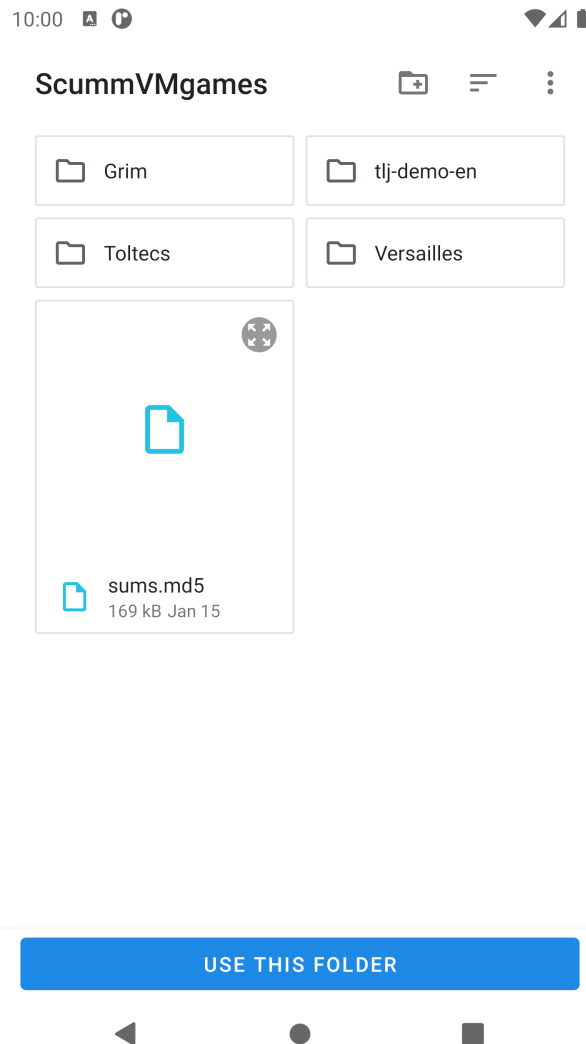 10:00
ScummVMgames
Grim
tlj-demo-en
Toltecs
Versailles
sums.md5
169 kB Jan 15
USE THIS FOLDER